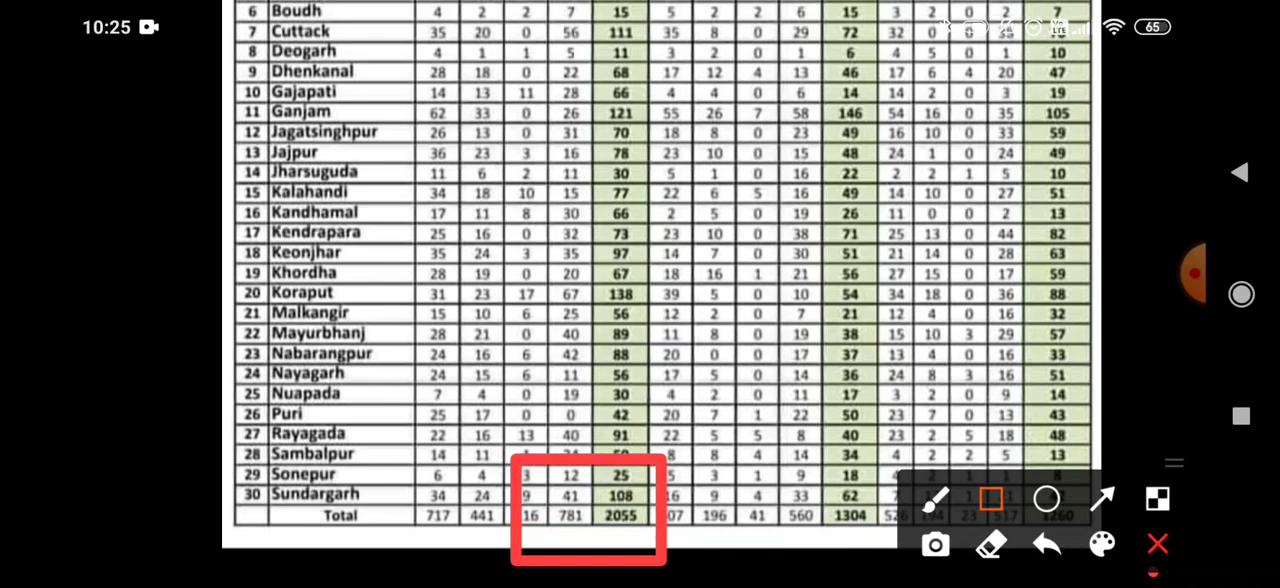 10:25 65
6 Boudh 4 2 2 7 15 5 2 2 6 15 3 2 0 2 7
7 Cuttack 35 20 0 56 111 35 8 0 29 72 32 0
8 Deogarh 4 1 1 5 11 3 2 0 1 6 4 5 0 1 10
9 Dhenkanal 28 18 0 22 68 17 12 4 13 46 17 6 4 20 47
10 Gajapati 14 13 11 28 66 4 4 0 6 14 14 2 0 3 19
11 Ganjam 62 33 0 26 121 55 26 7 58 146 54 16 0 35 105
12 Jagatsinghpur 26 13 0 31 70 18 8 0 23 49 16 10 0 33 59
13 Jajpur 36 23 3 16 78 23 10 0 15 48 24 1 0 24 49
14 Jharsuguda 11 6 2 11 30 5 1 0 16 22 2 2 1 5 10
15 Kalahandi 34 18 10 15 77 22 6 5 16 49 14 10 0 27 51
16 Kandhamal 17 11 8 30 66 2 5 0 19 26 11 0 0 2 13
17 Kendrapara 25 16 0 32 73 23 10 0 38 71 25 13 0 44 82
18 Keonjhar 35 24 3 35 97 14 7 0 30 51 21 14 0 28 63
19 Khordha 28 19 0 20 67 18 16 1 21 56 27 15 0 17 59
20 Koraput 31 23 17 67 138 39 5 0 10 54 34 18 0 36 88
21 Malkangir 15 10 6 25 56 12 2 0 7 21 12 4 0 16 32
22 Mayurbhanj 28 21 0 40 89 11 8 0 19 38 15 10 3 29 57
23 Nabarangpur 24 16 6 42 88 20 0 0 17 37 13 4 0 16 33
24 Nayagarh 24 15 6 11 56 17 5 0 14 36 24 8 3 16 51
25 Nuapada 7 4 0 19 30 4 2 0 11 17 3 2 0 9 14
26 Puri 25 17 0 0 42 20 7 1 22 50 23 7 0 13 43
27 Rayagada 22 16 13 40 91 22 5 5 8 40 23 2 5 18 48
28 Sambalpur 14 11 8 8 4 14 34 4 2 2 5 13
29 Sonepur 6 4 3 12 25 5 3 1 9 18
30 Sundargarh 34 24 9 41 108 16 9 4 33 62
Total 717 441 16 781 2055 07 196 41 560 1304 526 194 23 517 1260